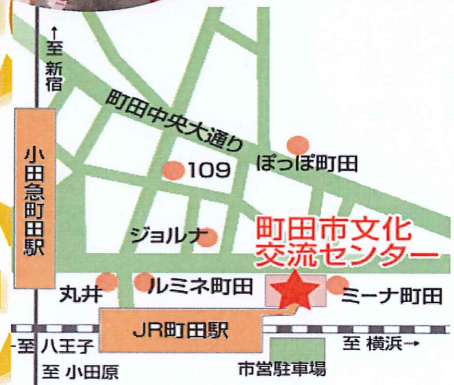 ↑至 新宿
町田中央大通り
小田急町田駅
109
ぽっぽ町田
ジョルナ
町田市文化
交流センター
丸井
ルミネ町田
ミーナ町田
JR町田駅
←至 八王子
至 横浜→
至 小田原
市営駐車場